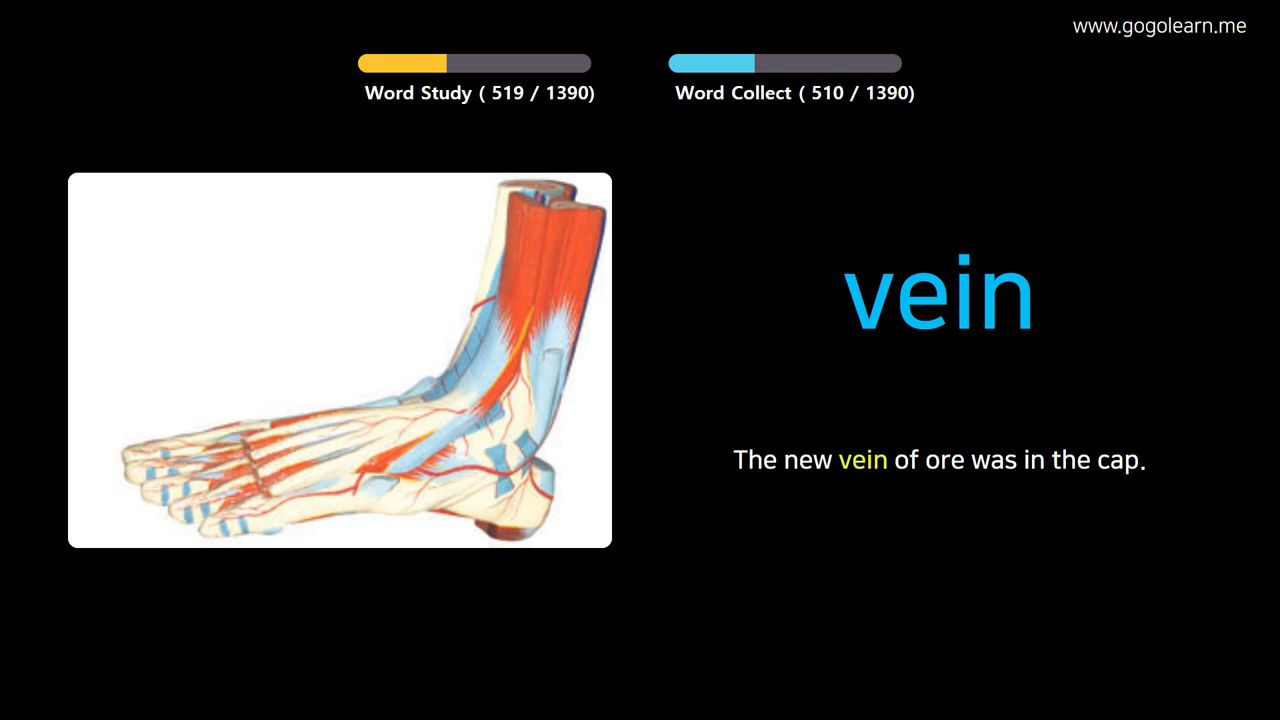 www.gogolearn.me
Word Study ( 519 / 1390)
Word Collect ( 510 / 1390)
vein
The new vein of ore was in the cap.